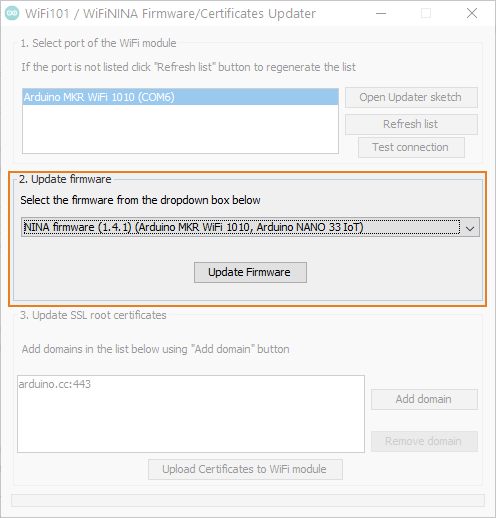 WiFi101 / WiFiNINA Firmware/Certificates Updater
1. Select port of the WiFi module
If the port is not listed click "Refresh list" button to regenerate the list
Arduino MKR WiFi 1010 (COM6)
Open Updater sketch
Refresh list
Test connection
2. Update firmware
Select the firmware from the dropdown box below
NINA firmware (1.4.1) (Arduino MKR WiFi 1010, Arduino NANO 33 IoT)
Update Firmware
3. Update SSL root certificates
Add domains in the list below using "Add domain" button
arduino.cc:443
Add domain
Remove domain
Upload Certificates to WiFi module